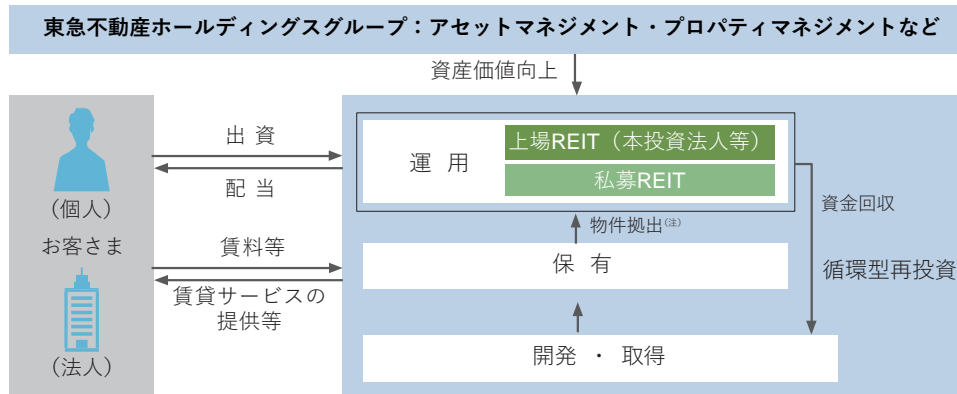 東急不動産ホールディングスグループ：アセットマネジメント・プロパティマネジメントなど
資産価値向上
出 資
配 当
（個人）
お客さま
賃料等
賃貸サービスの
提供等
（法人）
運 用
上場REIT（本投資法人等）
私募REIT
物件拠出(注)
保 有
開発 ・ 取得
資金回収
循環型再投資